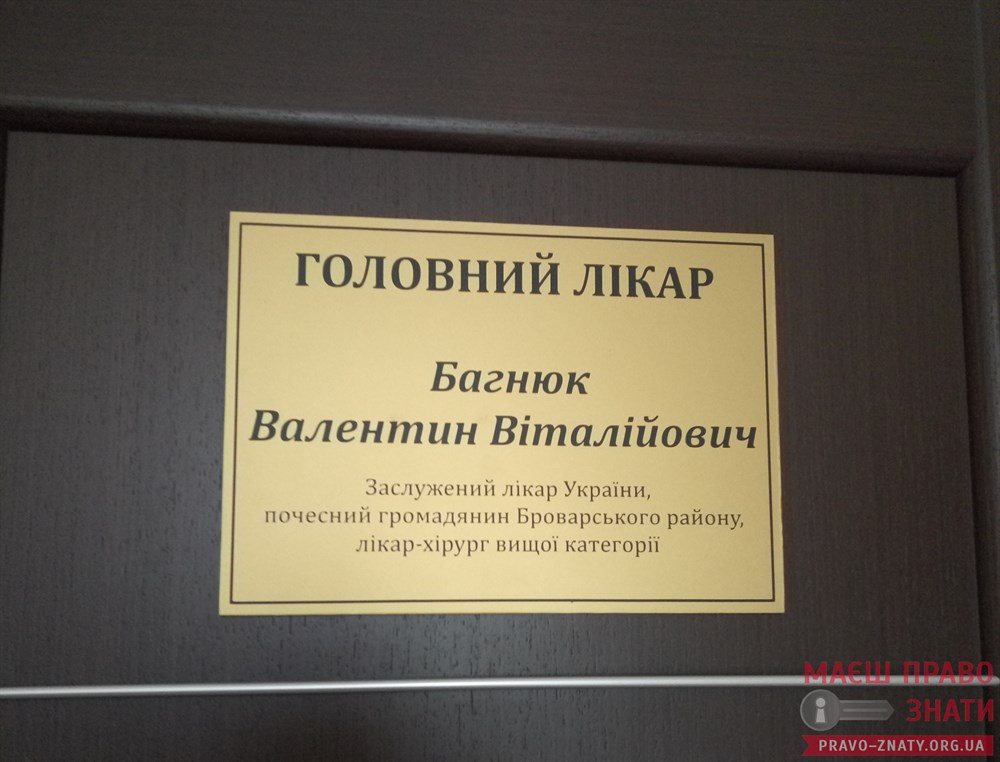 ГОЛОВНИЙ ЛІКАР
Багнюк
Валентин Віталійович
Заслужений лікар України,
почесний громадянин Броварського району,
лікар-хірург вищої категорії
МАЄШ ПРАВО
ЗНАТИ
PRAVO-ZNATY.ORG.UA